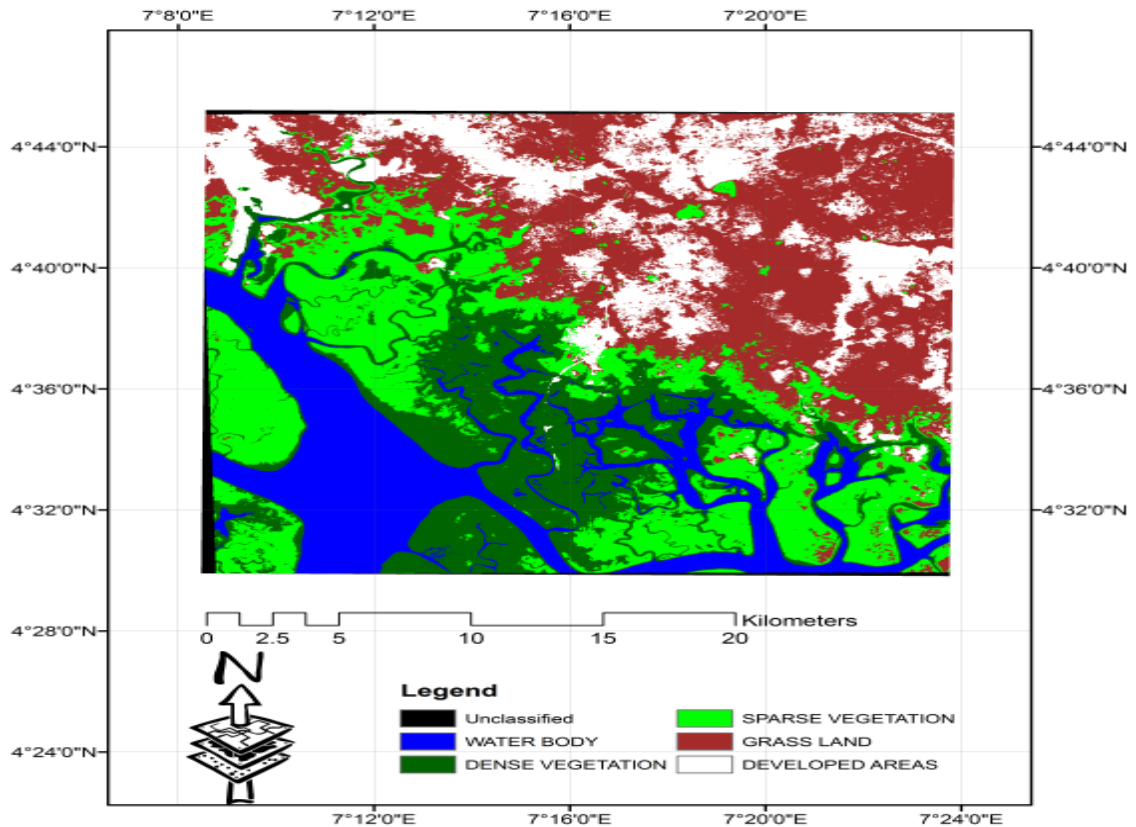 7°8'0"E 7°12'0"E 7°16'0"E 7°20'0"E
4°44'0"N 4°44'0"N
4°40'0"N 4°40'0"N
4°36'0"N 4°36'0"N
4°32'0"N 4°32'0"N
4°28'0"N
Kilometers
0 2.5 5 10 15 20
N
Legend
Unclassified SPARSE VEGETATION
WATER BODY GRASS LAND
DENSE VEGETATION DEVELOPED AREAS
4°24'0"N
7°12'0"E 7°16'0"E 7°20'0"E 7°24'0"E